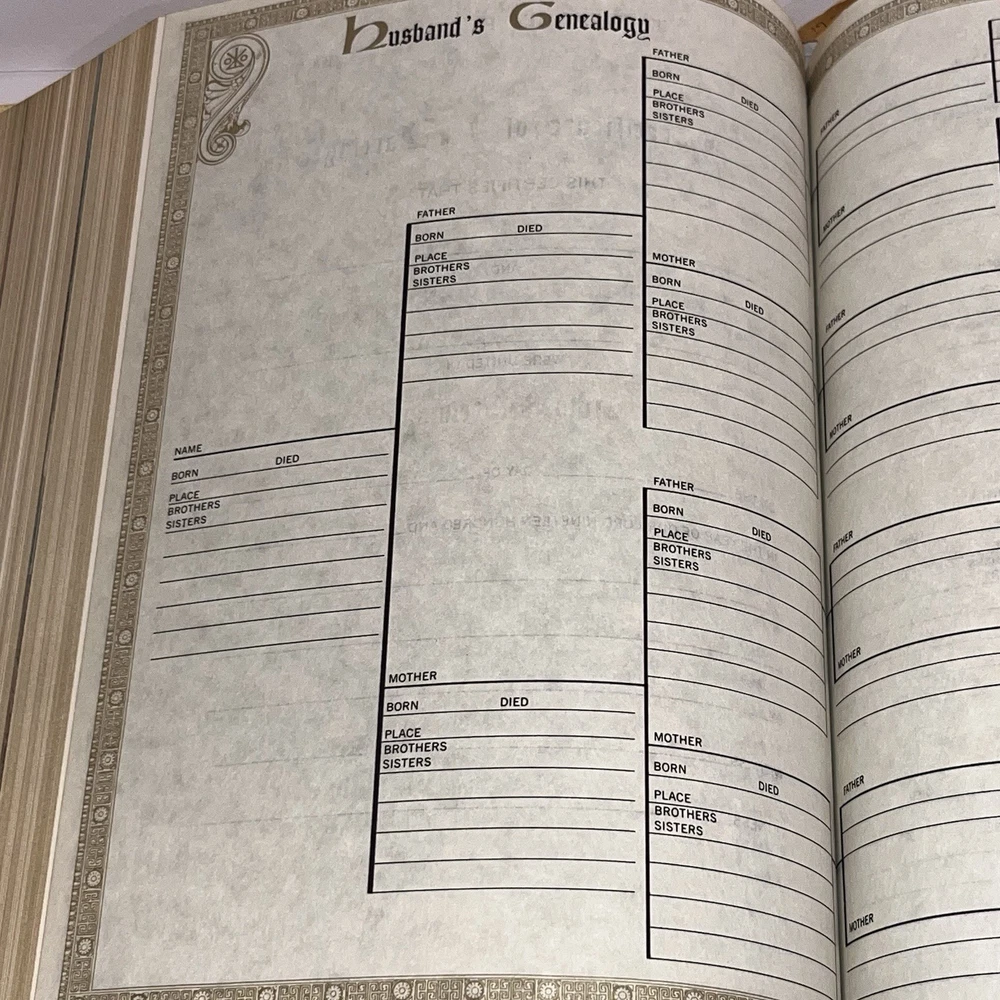 Husband's Genealogy
FATHER
BORN
DIED
PLACE
BROTHERS
SISTERS
FATHER
BORN DIED
PLACE
BROTHERS
SISTERS
MOTHER
BORN
DIED
PLACE
BROTHERS
SISTERS
NAME
BORN DIED
PLACE
BROTHERS
SISTERS
FATHER
BORN
DIED
PLACE
BROTHERS
SISTERS
MOTHER
BORN DIED
PLACE
BROTHERS
SISTERS
MOTHER
BORN
DIED
PLACE
BROTHERS
SISTERS
FATHER
MOTHER
FATHER
MOTHER
FATHER
MOTHER
FATHER
MOTHER